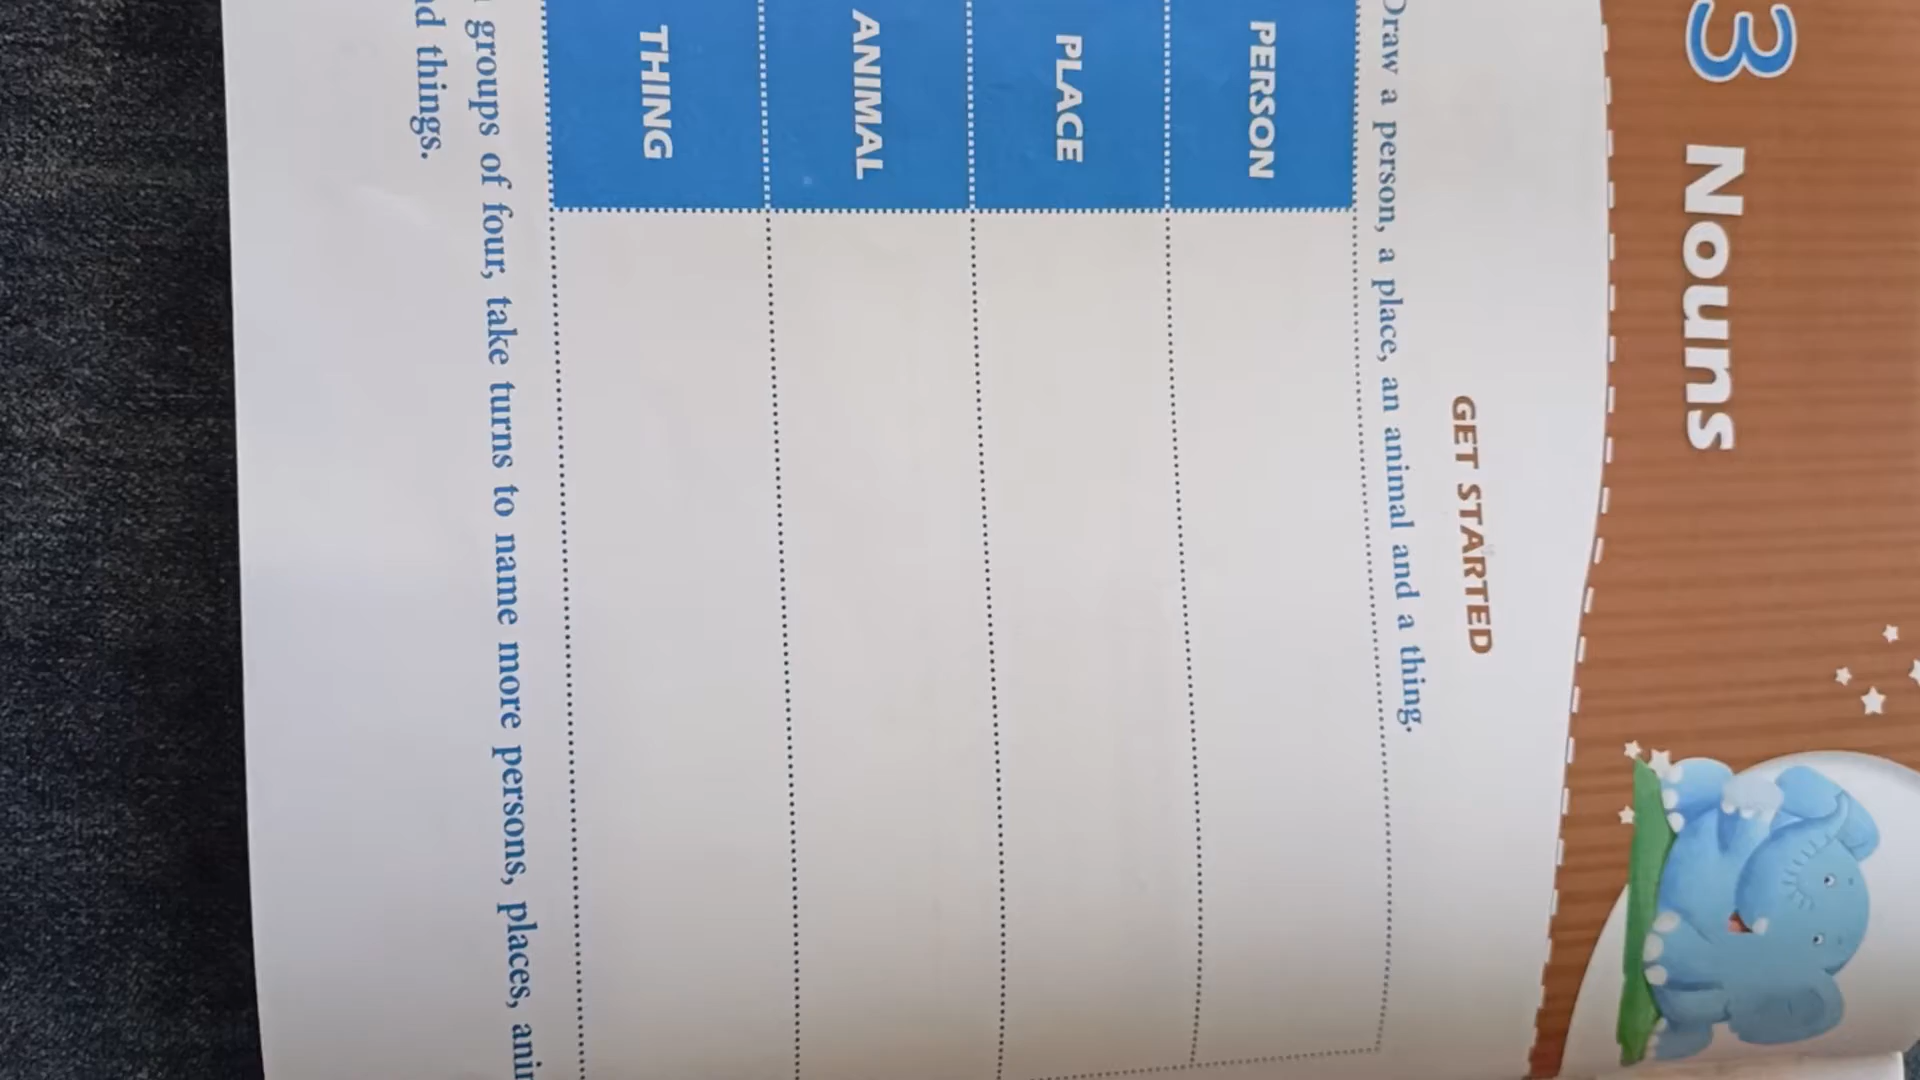 3 Nouns
GET STARTED
Draw a person, a place, an animal and a thing.
PERSON
PLACE
ANIMAL
THING
groups of four, take turns to name more persons, places,
things.